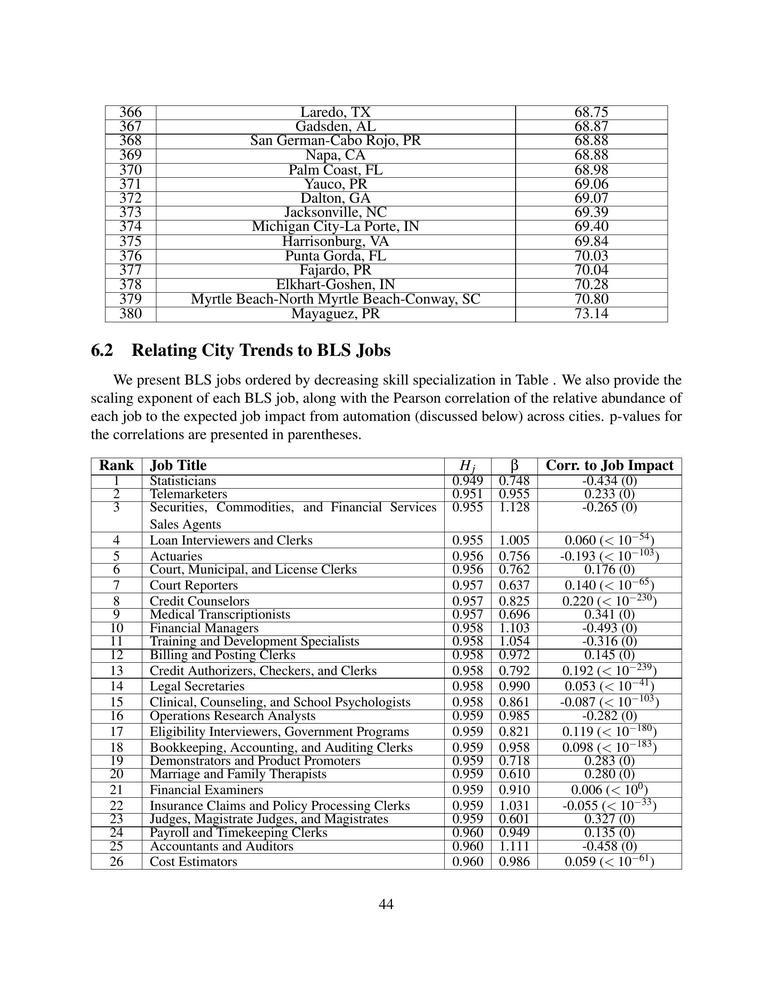 366 Laredo, TX 68.75
367 Gadsden, AL 68.87
368 San German-Cabo Rojo, PR 68.88
369 Napa, CA 68.88
370 Palm Coast, FL 68.98
371 Yauco, PR 69.06
372 Dalton, GA 69.07
373 Jacksonville, NC 69.39
374 Michigan City-La Porte, IN 69.40
375 Harrisonburg, VA 69.84
376 Punta Gorda, FL 70.03
377 Fajardo, PR 70.04
378 Elkhart-Goshen, IN 70.28
379 Myrtle Beach-North Myrtle Beach-Conway, SC 70.80
380 Mayaguez, PR 73.14
6.2 Relating City Trends to BLS Jobs
We present BLS jobs ordered by decreasing skill specialization in Table . We also provide the
scaling exponent of each BLS job, along with the Pearson correlation of the relative abundance of
each job to the expected job impact from automation (discussed below) across cities. p-values for
the correlations are presented in parentheses.
Rank Job Title H_j β Corr. to Job Impact
1 Statisticians 0.949 0.748 -0.434 (0)
2 Telemarketers 0.951 0.955 0.233 (0)
3 Securities, Commodities, and Financial Services 0.955 1.128 -0.265 (0)
Sales Agents
4 Loan Interviewers and Clerks 0.955 1.005 0.060 (< 10^−54)
5 Actuaries 0.956 0.756 -0.193 (< 10^−103)
6 Court, Municipal, and License Clerks 0.956 0.762 0.176 (0)
7 Court Reporters 0.957 0.637 0.140 (< 10^−65)
8 Credit Counselors 0.957 0.825 0.220 (< 10^−230)
9 Medical Transcriptionists 0.957 0.696 0.341 (0)
10 Financial Managers 0.958 1.103 -0.493 (0)
11 Training and Development Specialists 0.958 1.054 -0.316 (0)
12 Billing and Posting Clerks 0.958 0.972 0.145 (0)
13 Credit Authorizers, Checkers, and Clerks 0.958 0.792 0.192 (< 10^−239)
14 Legal Secretaries 0.958 0.990 0.053 (< 10^−41)
15 Clinical, Counseling, and School Psychologists 0.958 0.861 -0.087 (< 10^−103)
16 Operations Research Analysts 0.959 0.985 -0.282 (0)
17 Eligibility Interviewers, Government Programs 0.959 0.821 0.119 (< 10^−180)
18 Bookkeeping, Accounting, and Auditing Clerks 0.959 0.958 0.098 (< 10^−183)
19 Demonstrators and Product Promoters 0.959 0.718 0.283 (0)
20 Marriage and Family Therapists 0.959 0.610 0.280 (0)
21 Financial Examiners 0.959 0.910 0.006 (< 10^0)
22 Insurance Claims and Policy Processing Clerks 0.959 1.031 -0.055 (< 10^−33)
23 Judges, Magistrate Judges, and Magistrates 0.959 0.601 0.327 (0)
24 Payroll and Timekeeping Clerks 0.960 0.949 0.135 (0)
25 Accountants and Auditors 0.960 1.111 -0.458 (0)
26 Cost Estimators 0.960 0.986 0.059 (< 10^−61)
44